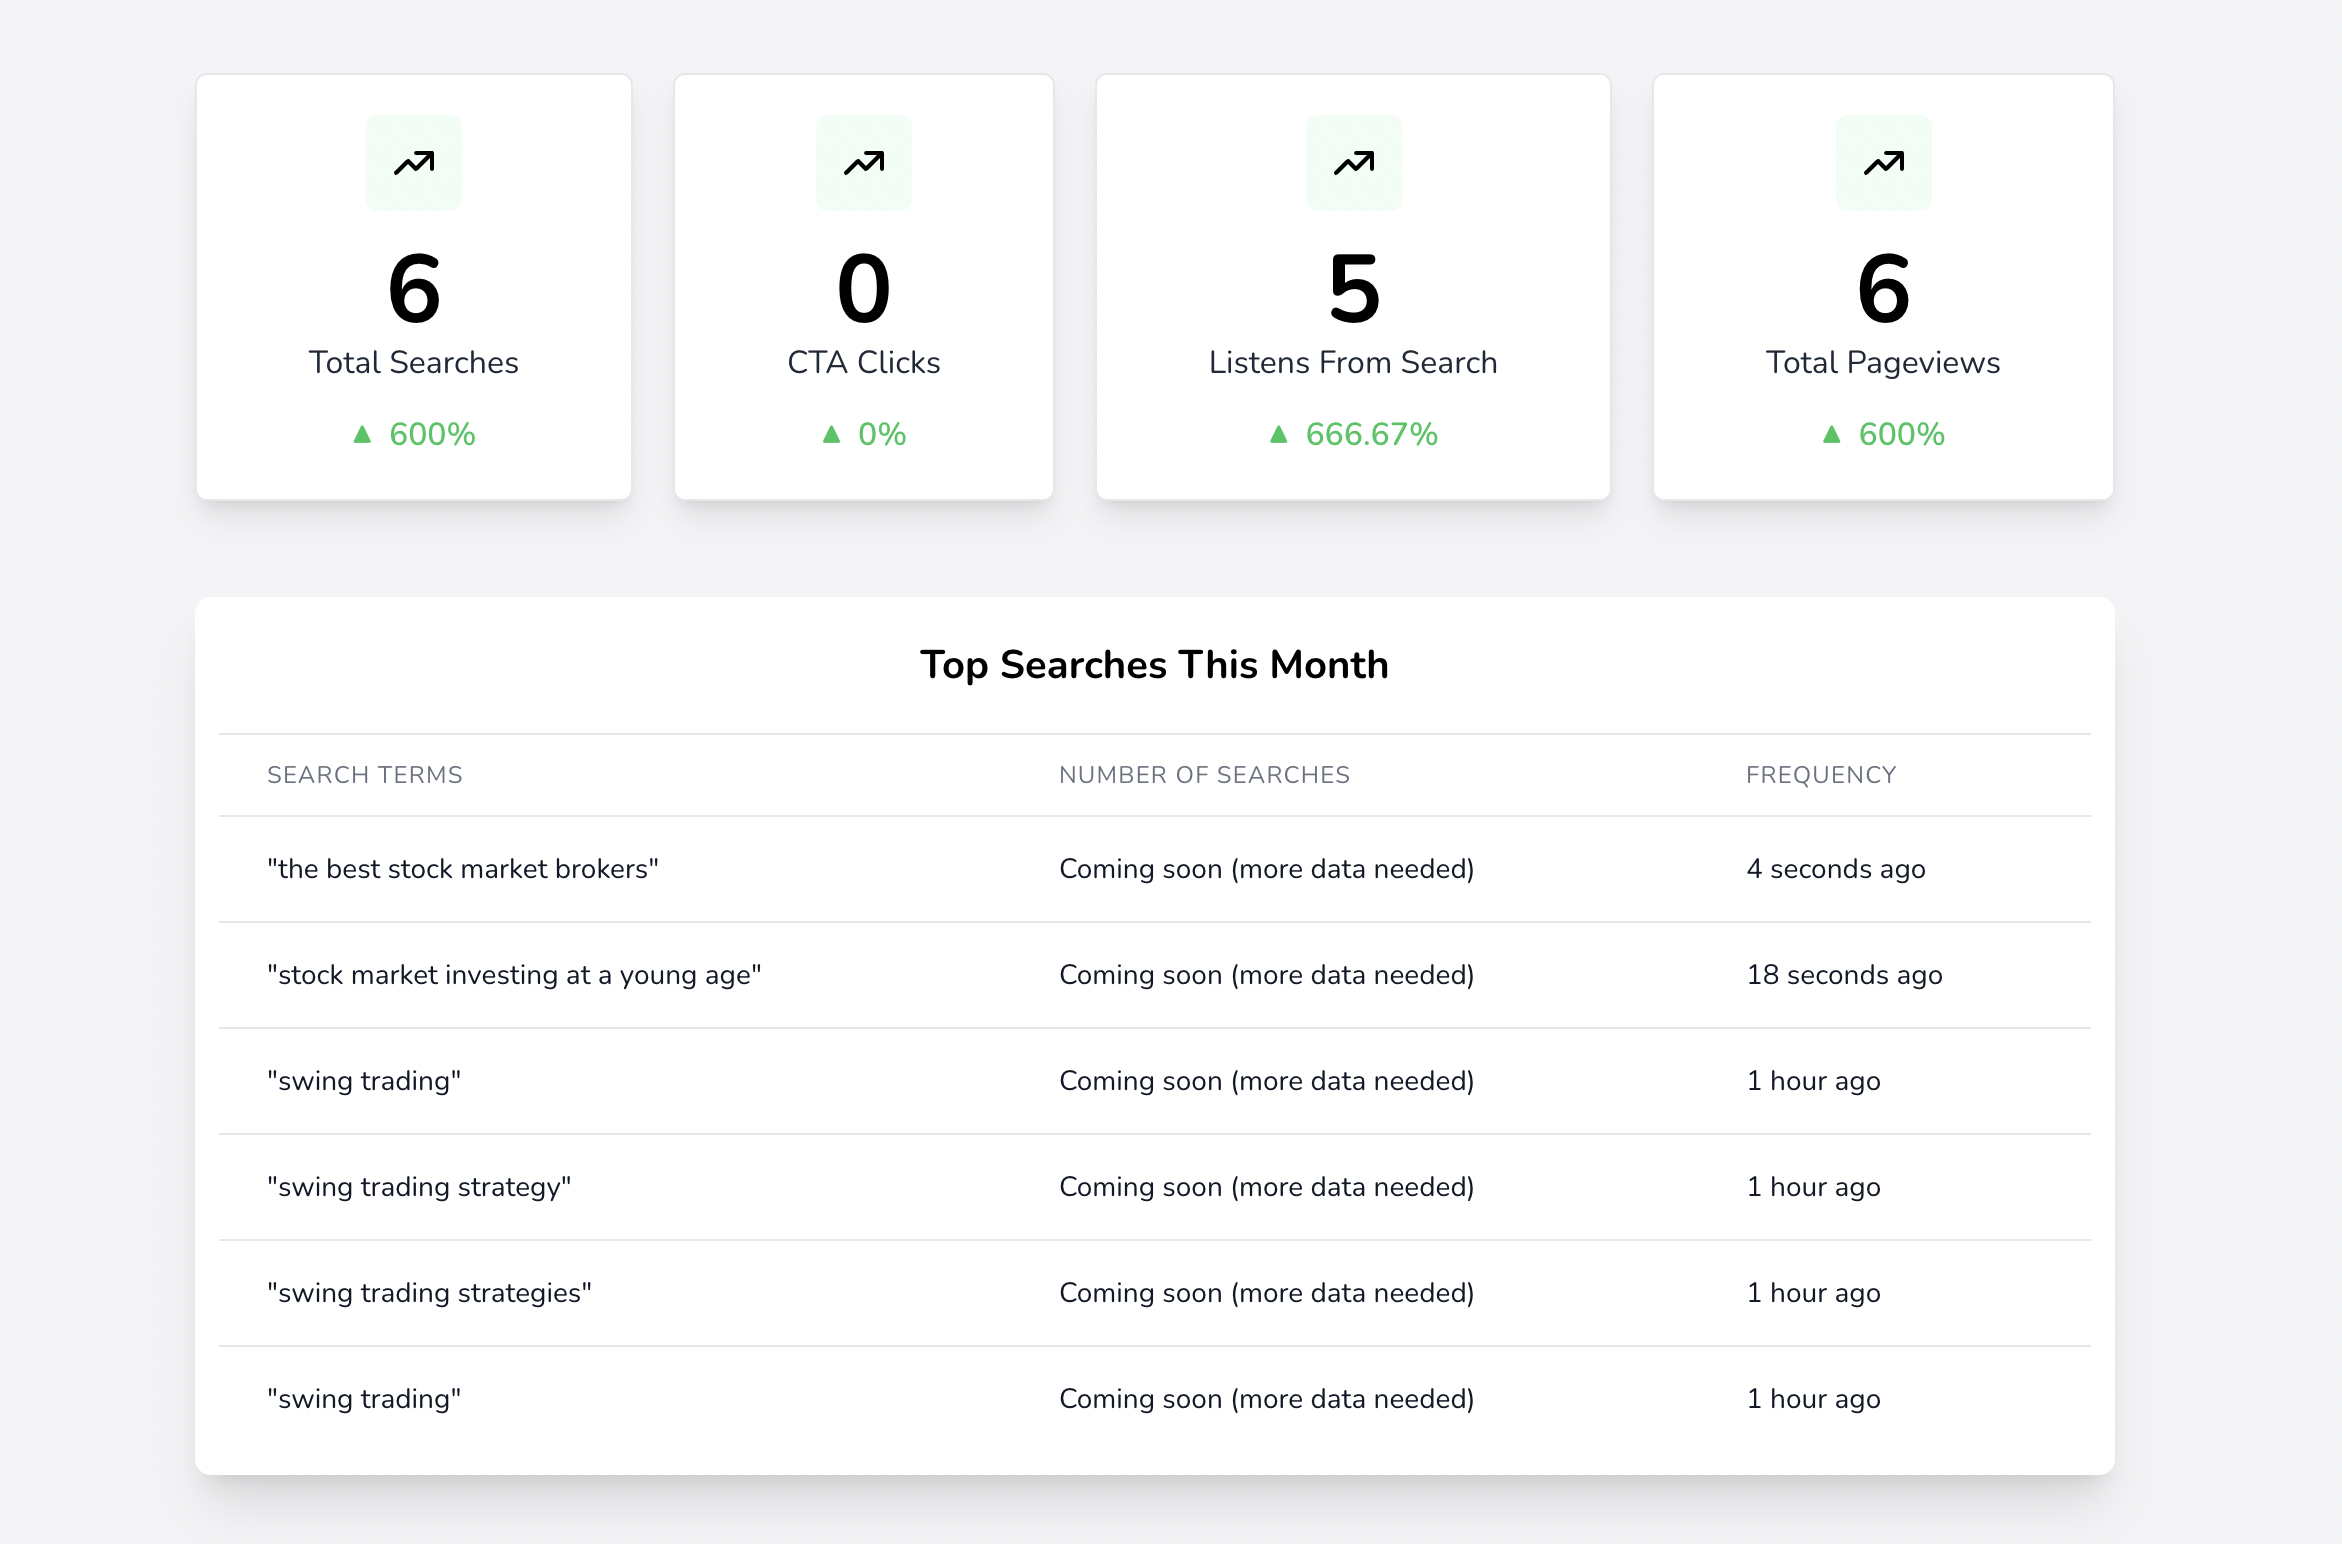 6
Total Searches
▲ 600%
0
CTA Clicks
▲ 0%
5
Listens From Search
▲ 666.67%
6
Total Pageviews
▲ 600%
Top Searches This Month
SEARCH TERMS NUMBER OF SEARCHES FREQUENCY
"the best stock market brokers" Coming soon (more data needed) 4 seconds ago
"stock market investing at a young age" Coming soon (more data needed) 18 seconds ago
"swing trading" Coming soon (more data needed) 1 hour ago
"swing trading strategy" Coming soon (more data needed) 1 hour ago
"swing trading strategies" Coming soon (more data needed) 1 hour ago
"swing trading" Coming soon (more data needed) 1 hour ago